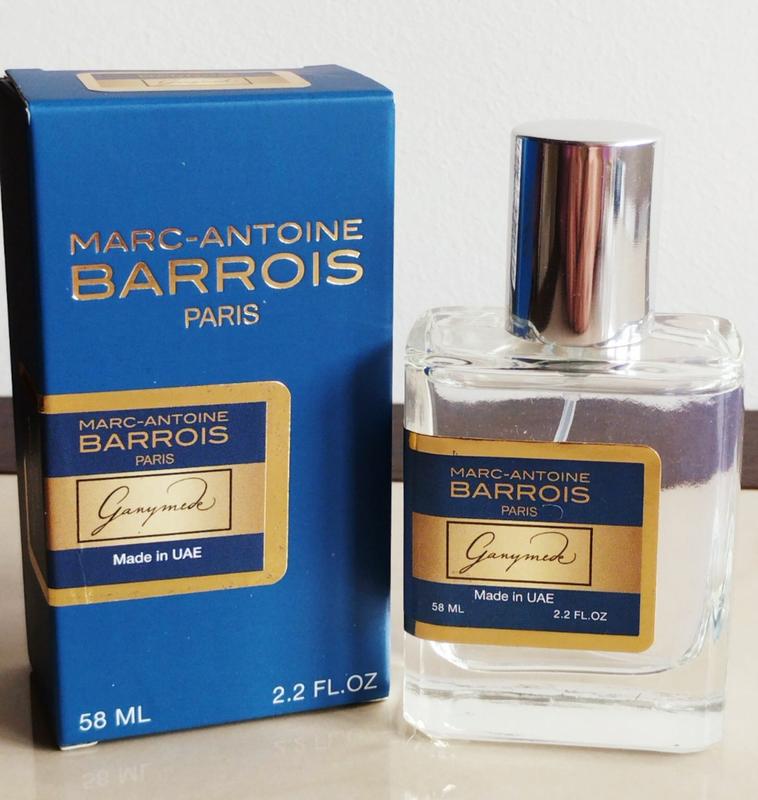 MARC-ANTOINE
BARROIS
PARIS
MARC-ANTOINE
BARROIS
PARIS
Ganymede
Made in UAE
58 ML
2.2 FL.OZ
MARC-ANTOINE
BARROIS
PARIS
Ganymede
Made in UAE
58 ML
2.2 FL.OZ